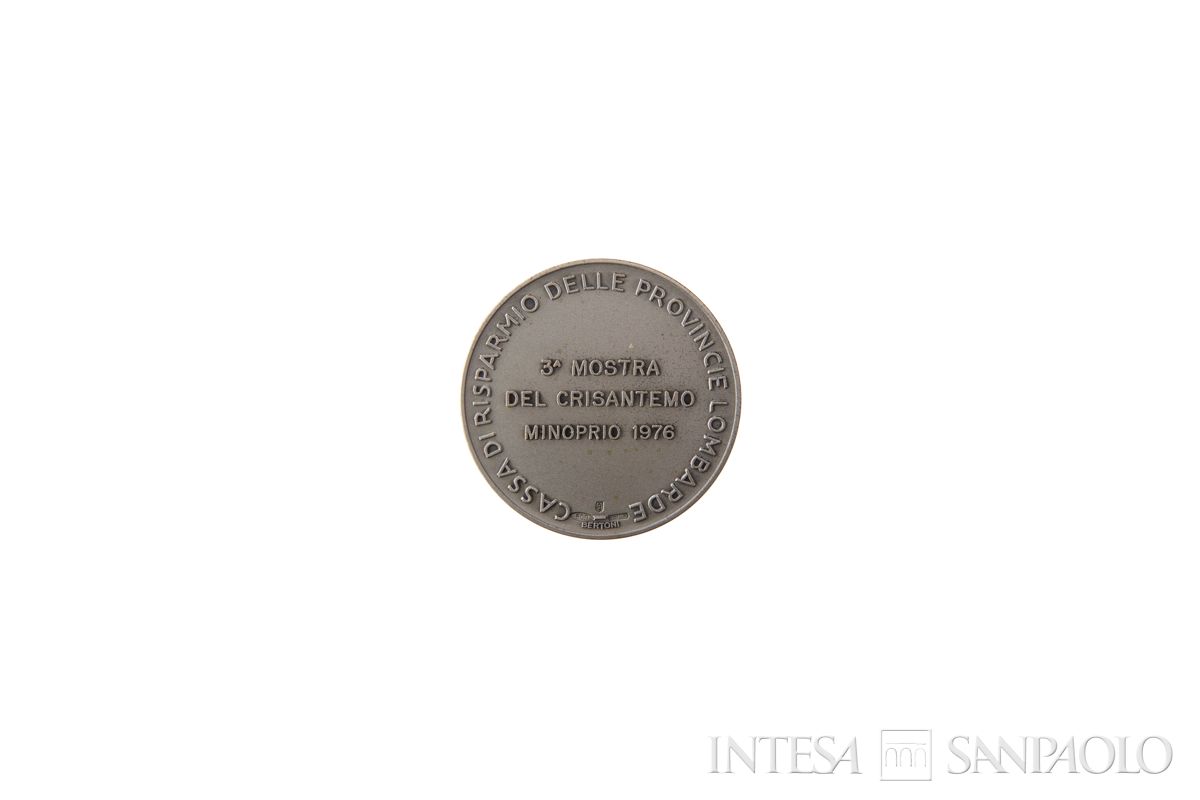 CASSA DI RISPARMIO DELLE PROVINCIE LOMBARDE
3ᴬ MOSTRA
DEL CRISANTEMO
MINOPRIO 1976
BERTONI
INTESA SANPAOLO